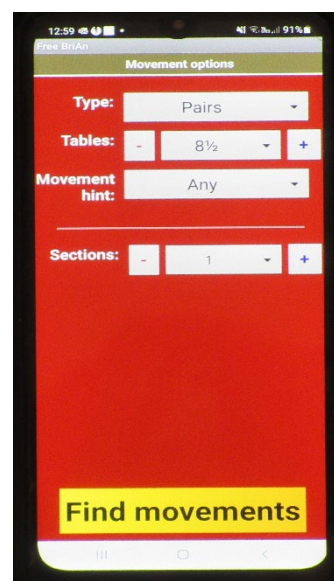 12:59
91%
Free BriAn
Movement options
Type: Pairs
Tables: - 8½ +
Movement hint: Any
Sections: - 1 +
Find movements